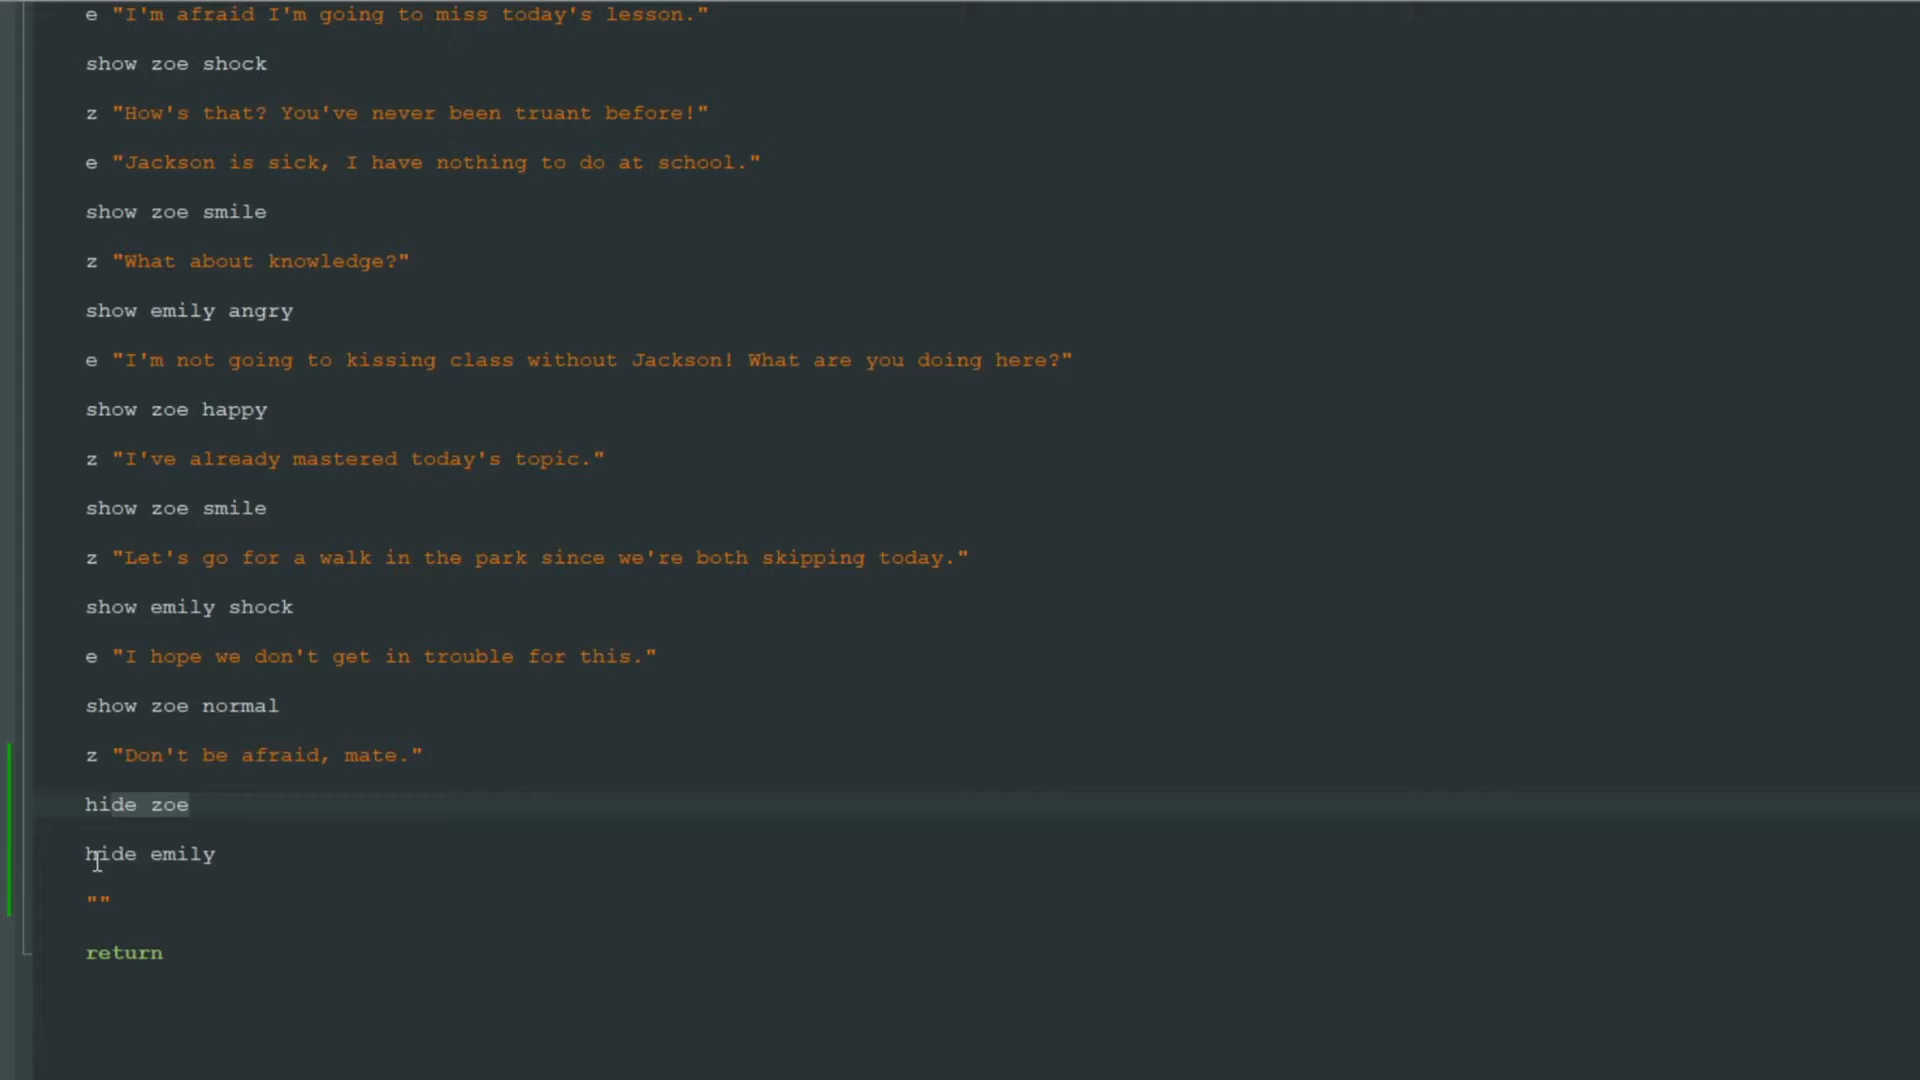 e "I'm afraid I'm going to miss today's lesson."
show zoe shock
z "How's that? You've never been truant before!"
e "Jackson is sick, I have nothing to do at school."
show zoe smile
z "What about knowledge?"
show emily angry
e "I'm not going to kissing class without Jackson! What are you doing here?"
show zoe happy
z "I've already mastered today's topic."
show zoe smile
z "Let's go for a walk in the park since we're both skipping today."
show emily shock
e "I hope we don't get in trouble for this."
show zoe normal
z "Don't be afraid, mate."
hide zoe
hide emily
""
return